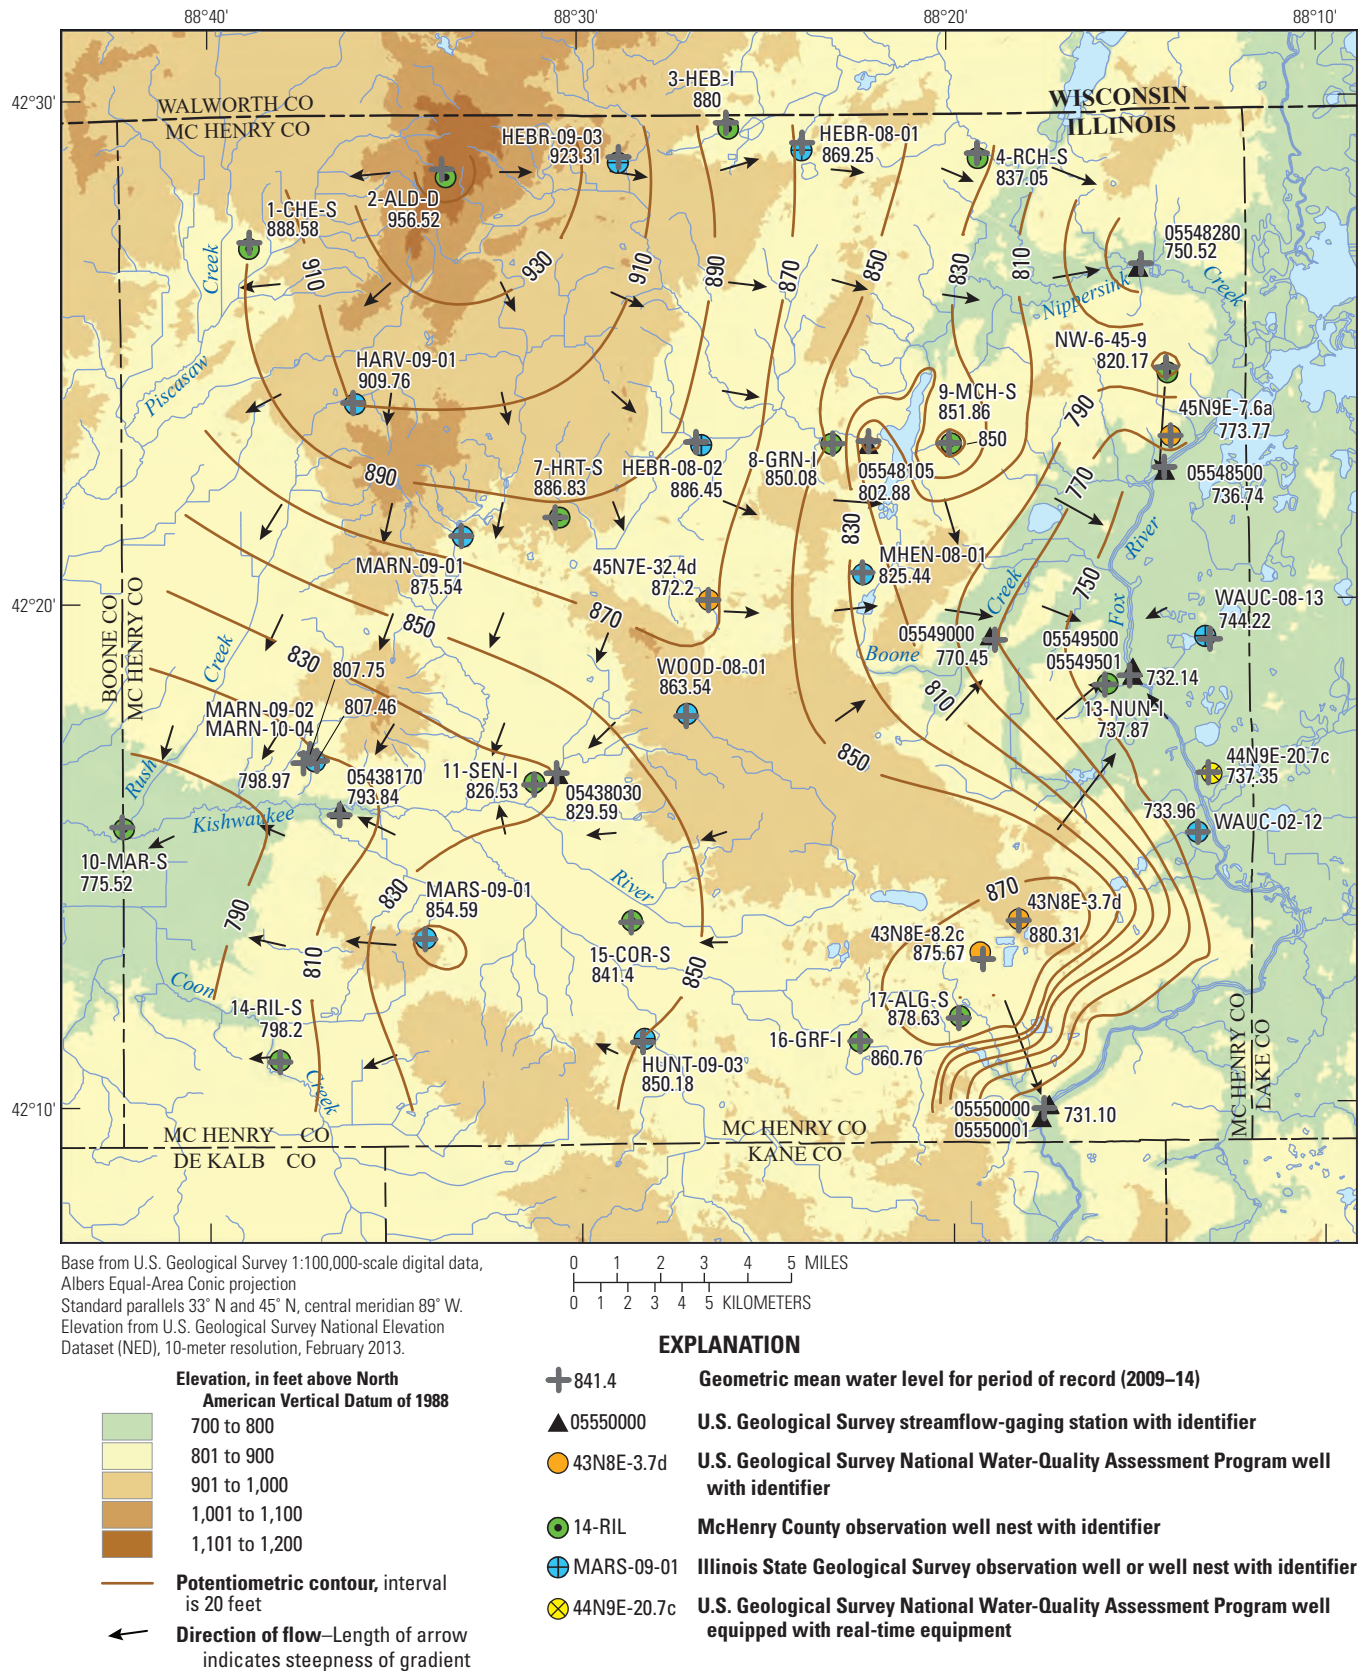 88°40' 88°30' 88°20' 88°10'
42°30'
42°20'
42°10'
WALWORTH CO
MC HENRY CO
WISCONSIN
ILLINOIS
3-HEB-I
880
HEBR-09-03
923.31
HEBR-08-01
869.25
4-RCH-S
837.05
2-ALD-D
956.52
1-CHE-S
888.58
05548280
750.52
Creek
Piscasaw
910
930
910
890
870
850
830
810
Nippersink
Creek
NW-6-45-9
820.17
HARV-09-01
909.76
9-MCH-S
851.86
850
790
45N9E-7.6a
773.77
890
7-HRT-S
886.83
HEBR-08-02
886.45
8-GRN-I
850.08
05548105
802.88
770
05548500
736.74
MARN-09-01
875.54
830
MHEN-08-01
825.44
River
45N7E-32.4d
872.2
870
750
Creek
Fox
WAUC-08-13
744.22
BOONE CO
MC HENRY CO
850
Creek
830
807.75
807.46
WOOD-08-01
863.54
Boone
05549000
770.45
05549500
05549501
732.14
810
13-NUN-I
737.87
MARN-09-02
MARN-10-04
798.97
Rush
05438170
793.84
11-SEN-I
826.53
05438030
829.59
850
44N9E-20.7c
737.35
733.96
WAUC-02-12
Kishwaukee
10-MAR-S
775.52
830
790
MARS-09-01
854.59
River
870
43N8E-3.7d
880.31
43N8E-8.2c
875.67
810
15-COR-S
841.4
850
Coon
14-RIL-S
798.2
17-ALG-S
878.63
16-GRF-I
860.76
HUNT-09-03
850.18
Creek
05550000
05550001
731.10
MC HENRY CO
LAKE CO
MC HENRY CO
DE KALB CO
MC HENRY CO
KANE CO
Base from U.S. Geological Survey 1:100,000-scale digital data,
Albers Equal-Area Conic projection
Standard parallels 33° N and 45° N, central meridian 89° W.
Elevation from U.S. Geological Survey National Elevation
Dataset (NED), 10-meter resolution, February 2013.
0 1 2 3 4 5 MILES
0 1 2 3 4 5 KILOMETERS
EXPLANATION
Elevation, in feet above North
American Vertical Datum of 1988
700 to 800
801 to 900
901 to 1,000
1,001 to 1,100
1,101 to 1,200
Potentiometric contour, interval
is 20 feet
Direction of flow–Length of arrow
indicates steepness of gradient
841.4 Geometric mean water level for period of record (2009–14)
05550000 U.S. Geological Survey streamflow-gaging station with identifier
43N8E-3.7d U.S. Geological Survey National Water-Quality Assessment Program well
with identifier
14-RIL McHenry County observation well nest with identifier
MARS-09-01 Illinois State Geological Survey observation well or well nest with identifier
44N9E-20.7c U.S. Geological Survey National Water-Quality Assessment Program well
equipped with real-time equipment